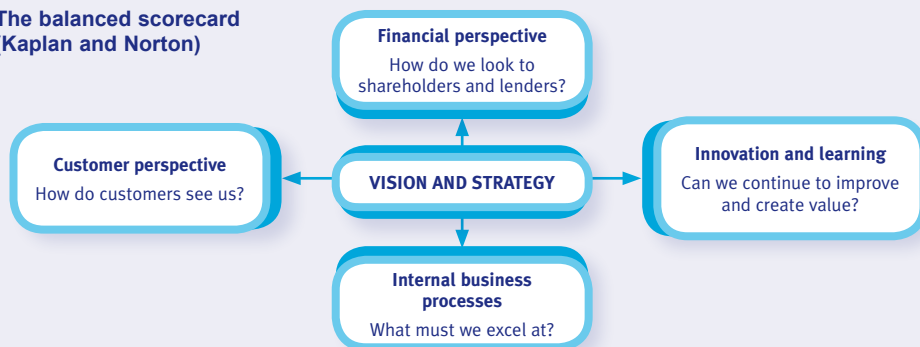 The balanced scorecard
(Kaplan and Norton)
Financial perspective
How do we look to
shareholders and lenders?
Customer perspective
How do customers see us?
VISION AND STRATEGY
Innovation and learning
Can we continue to improve
and create value?
Internal business
processes
What must we excel at?